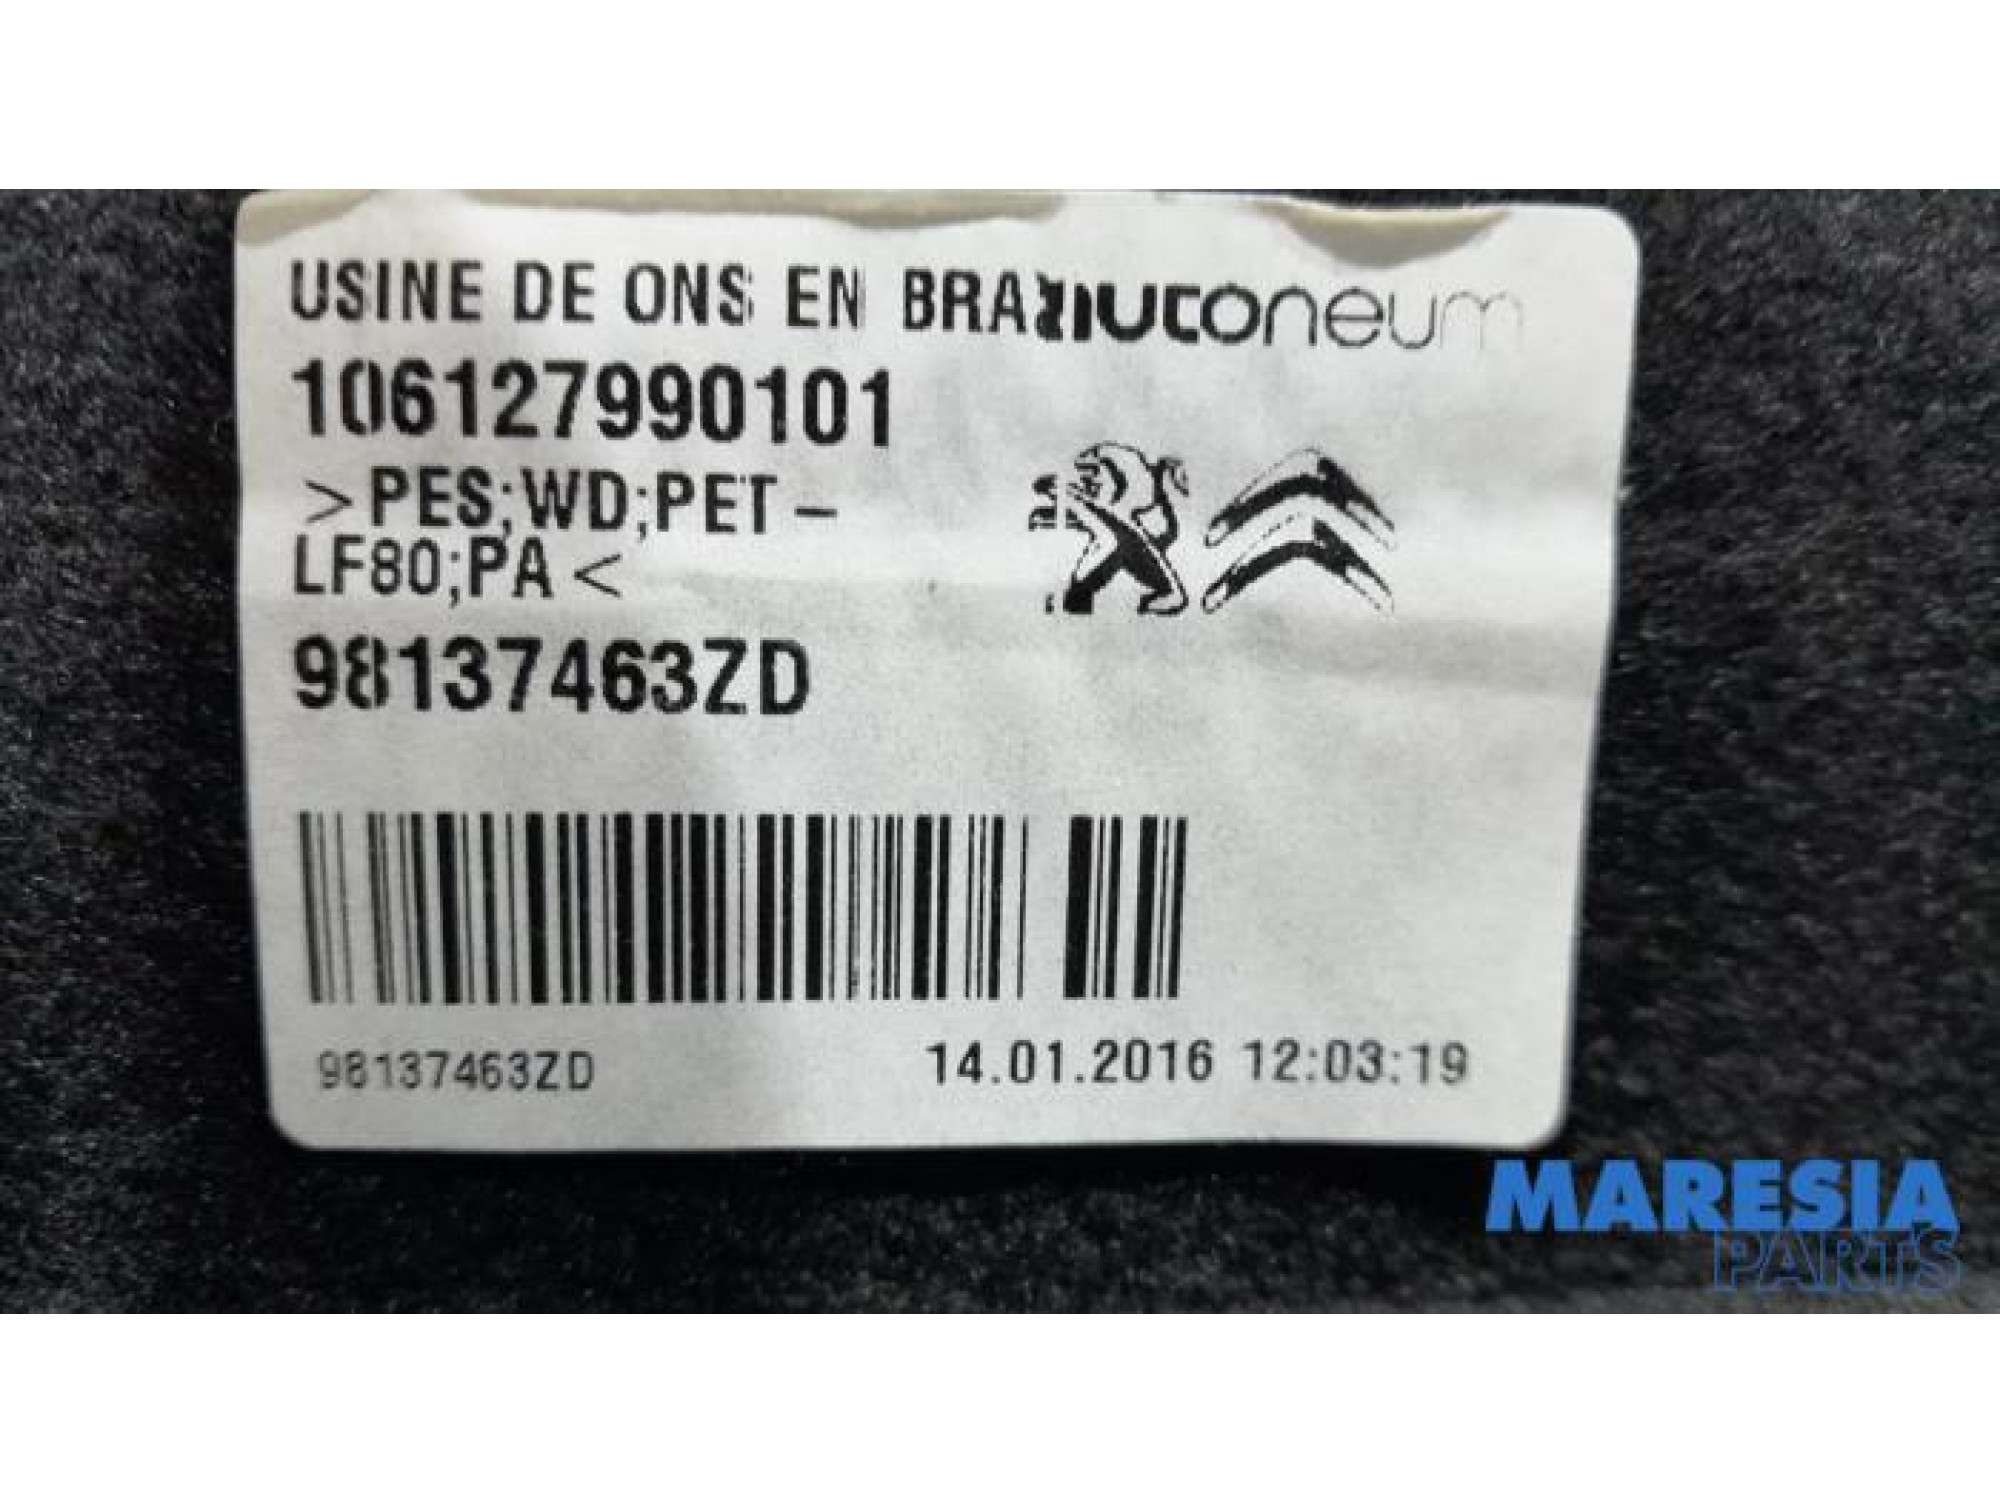 USINE DE ONS EN BRA autoneum
106127990101
>PES;WD;PET-
LF80;PA<
98137463ZD
98137463ZD 14.01.2016 12:03:19
MARESIA
PARTS